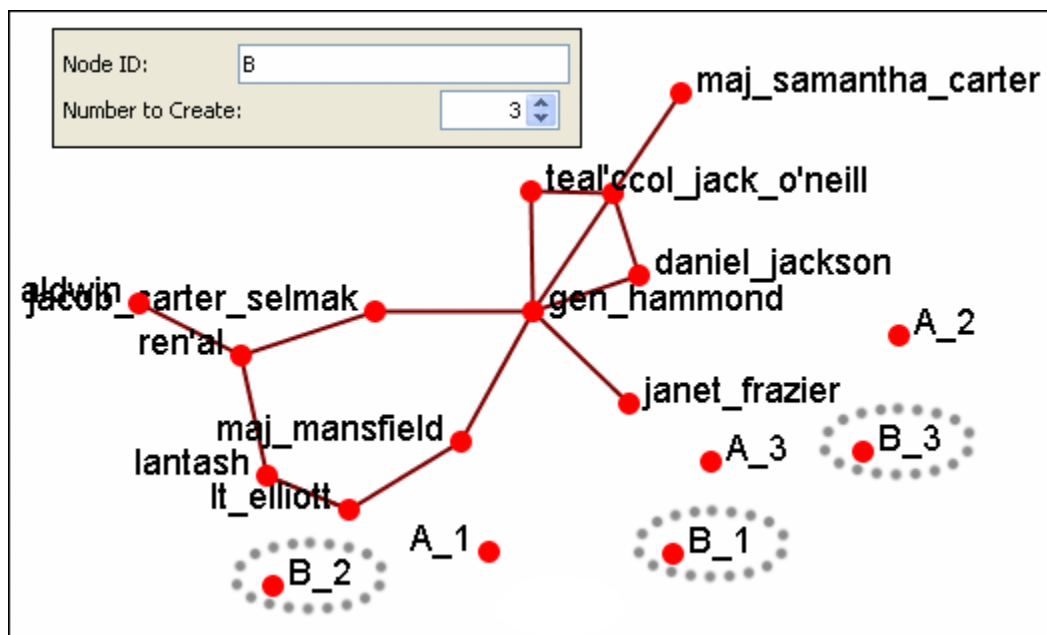 Node ID: B
Number to Create: 3
maj_samantha_carter
teal'c
col_jack_o'neill
daniel_jackson
aldwin
jacob_carter_selmak
gen_hammond
A_2
ren'al
janet_frazier
maj_mansfield
B_3
lantash
A_3
lt_elliott
A_1
B_1
B_2